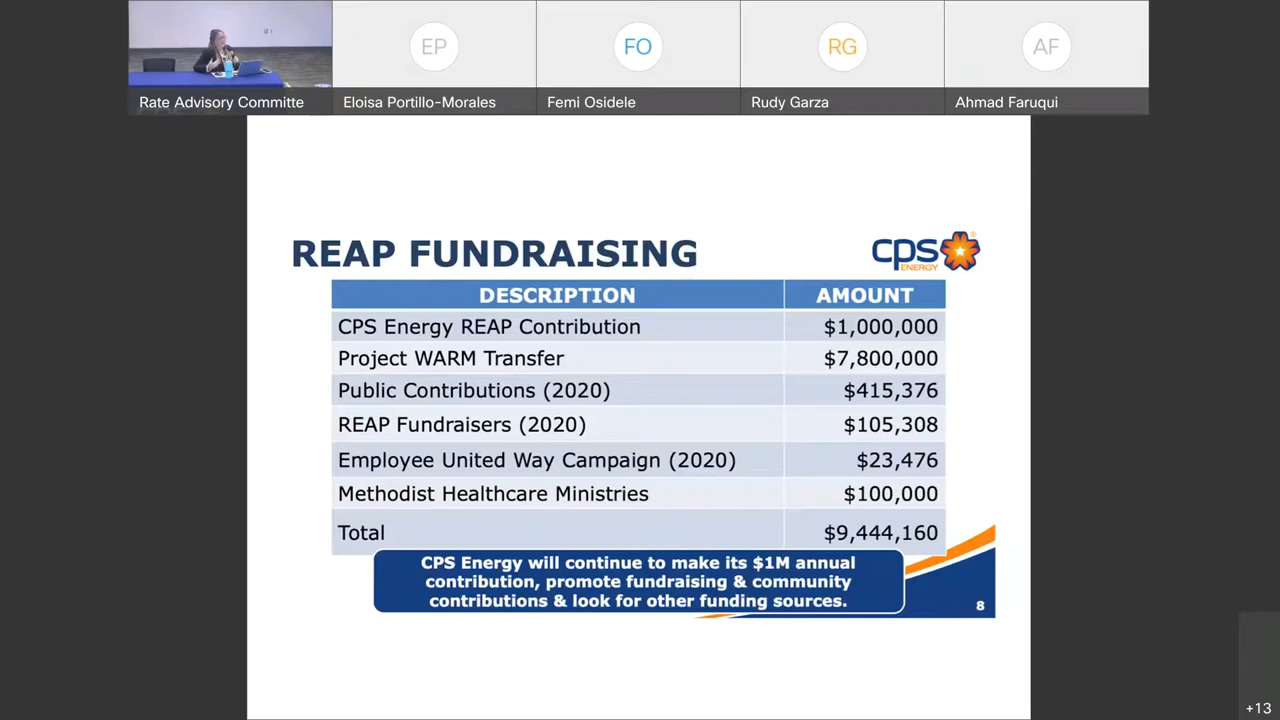 EP
FO
RG
AF
Rate Advisory Committe
Eloisa Portillo-Morales
Femi Osidele
Rudy Garza
Ahmad Faruqui
REAP FUNDRAISING
cps
ENERGY
®
DESCRIPTION AMOUNT
CPS Energy REAP Contribution $1,000,000
Project WARM Transfer $7,800,000
Public Contributions (2020) $415,376
REAP Fundraisers (2020) $105,308
Employee United Way Campaign (2020) $23,476
Methodist Healthcare Ministries $100,000
Total $9,444,160
CPS Energy will continue to make its $1M annual
contribution, promote fundraising & community
contributions & look for other funding sources.
8
+13